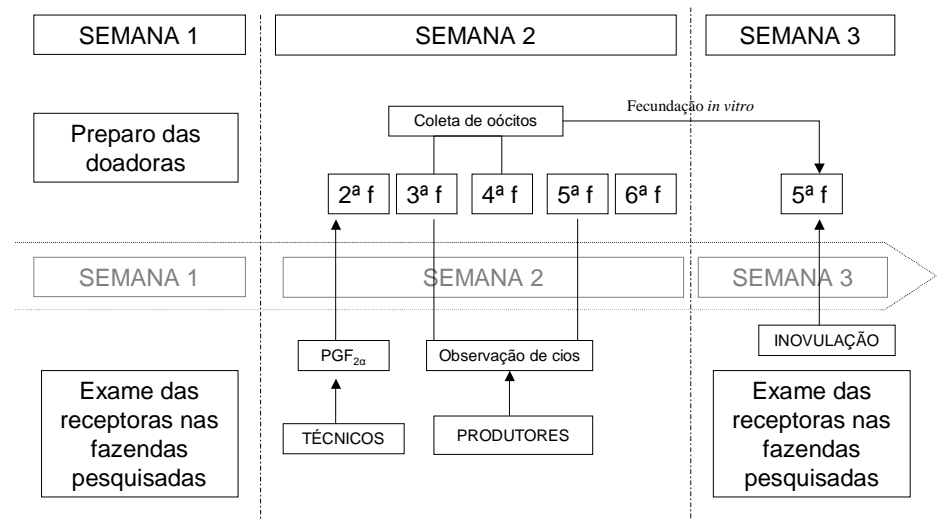 SEMANA 1
SEMANA 2
SEMANA 3
Fecundação in vitro
Coleta de oócitos
Preparo das
doadoras
2ª f
3ª f
4ª f
5ª f
6ª f
5ª f
SEMANA 1
SEMANA 2
SEMANA 3
PGF2α
Observação de cios
INOVULAÇÃO
Exame das
receptoras nas
fazendas
pesquisadas
TÉCNICOS
PRODUTORES
Exame das
receptoras nas
fazendas
pesquisadas